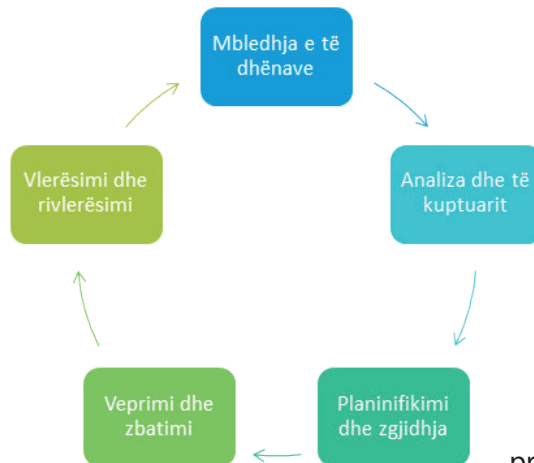 Mbledhja e të
dhënave
Analiza dhe të
kuptuarit
Planinifikimi
dhe zgjidhja
Veprimi dhe
zbatimi
Vlerësimi dhe
rivlerësimi